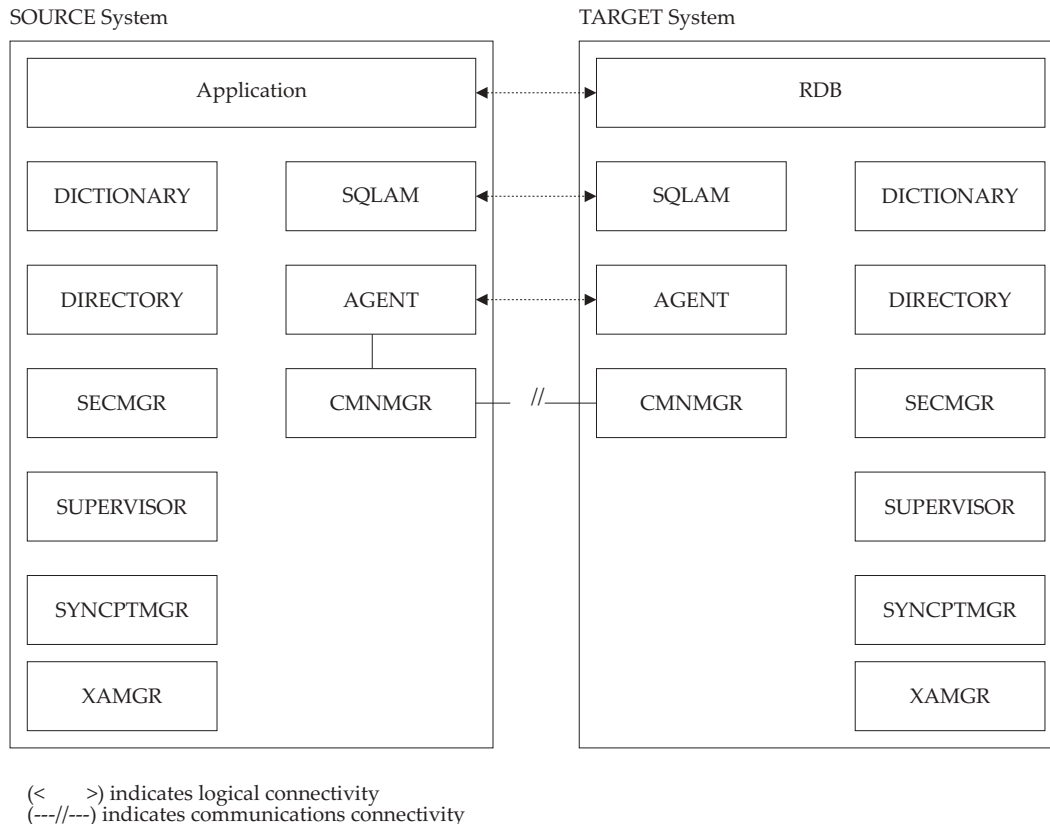 SOURCE System
TARGET System
Application
RDB
DICTIONARY
SQLAM
SQLAM
DICTIONARY
DIRECTORY
AGENT
AGENT
DIRECTORY
SECMGR
CMNMGR
//
CMNMGR
SECMGR
SUPERVISOR
SUPERVISOR
SYNCPTMGR
SYNCPTMGR
XAMGR
XAMGR
(< >) indicates logical connectivity
(---//---) indicates communications connectivity